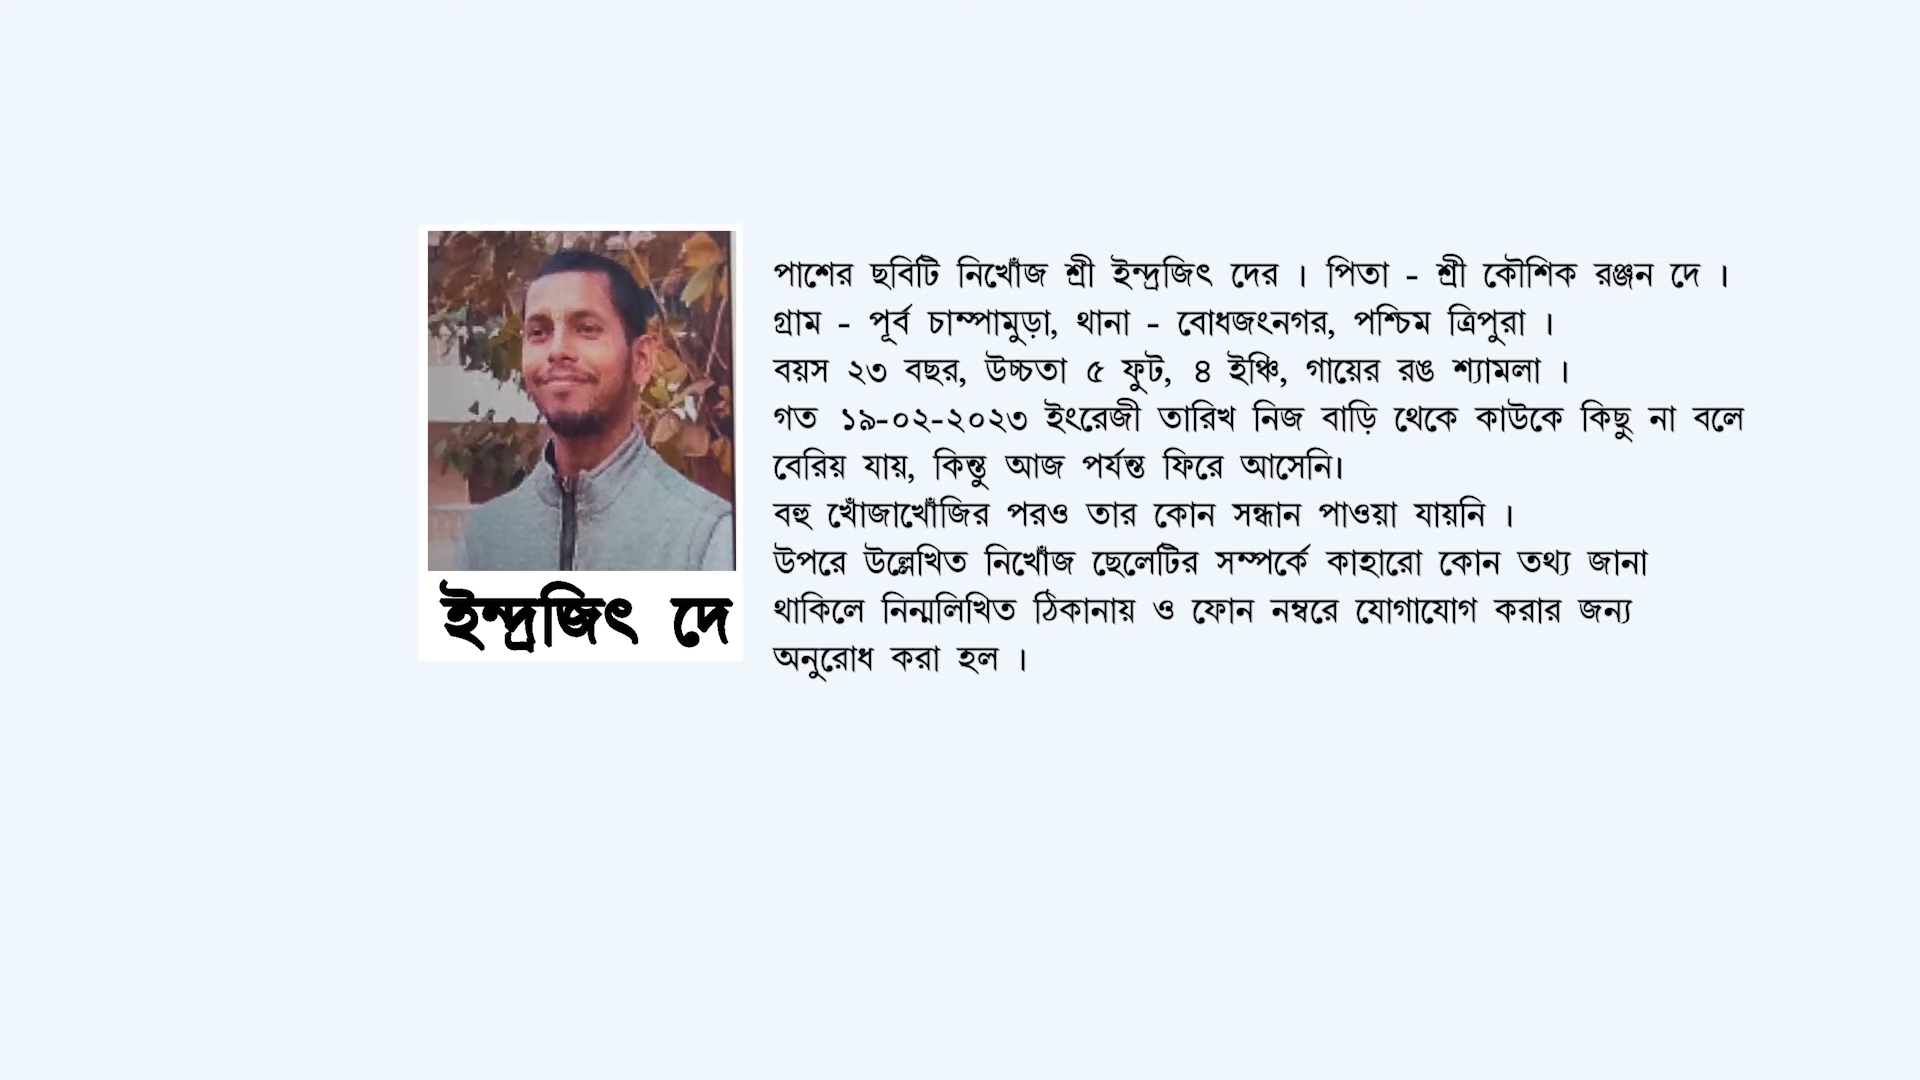 পাশের ছবিটি নিখোঁজ শ্রী ইন্দ্রজিৎ দের । পিতা - শ্রী কৌশিক রঞ্জন দে ।
গ্রাম - পূর্ব চাম্পামুড়া, থানা - বোধজংনগর, পশ্চিম ত্রিপুরা ।
বয়স ২৩ বছর, উচ্চতা ৫ ফুট, ৪ ইঞ্চি, গায়ের রঙ শ্যামলা ।
গত ১৯-০২-২০২৩ ইংরেজী তারিখ নিজ বাড়ি থেকে কাউকে কিছু না বলে
বেরিয় যায়, কিন্তু আজ পর্যন্ত ফিরে আসেনি।
বহু খোঁজাখোঁজির পরও তার কোন সন্ধান পাওয়া যায়নি ।
উপরে উল্লেখিত নিখোঁজ ছেলেটির সম্পর্কে কাহারো কোন তথ্য জানা
থাকিলে নিন্মলিখিত ঠিকানায় ও ফোন নম্বরে যোগাযোগ করার জন্য
অনুরোধ করা হল ।
ইন্দ্রজিৎ দে